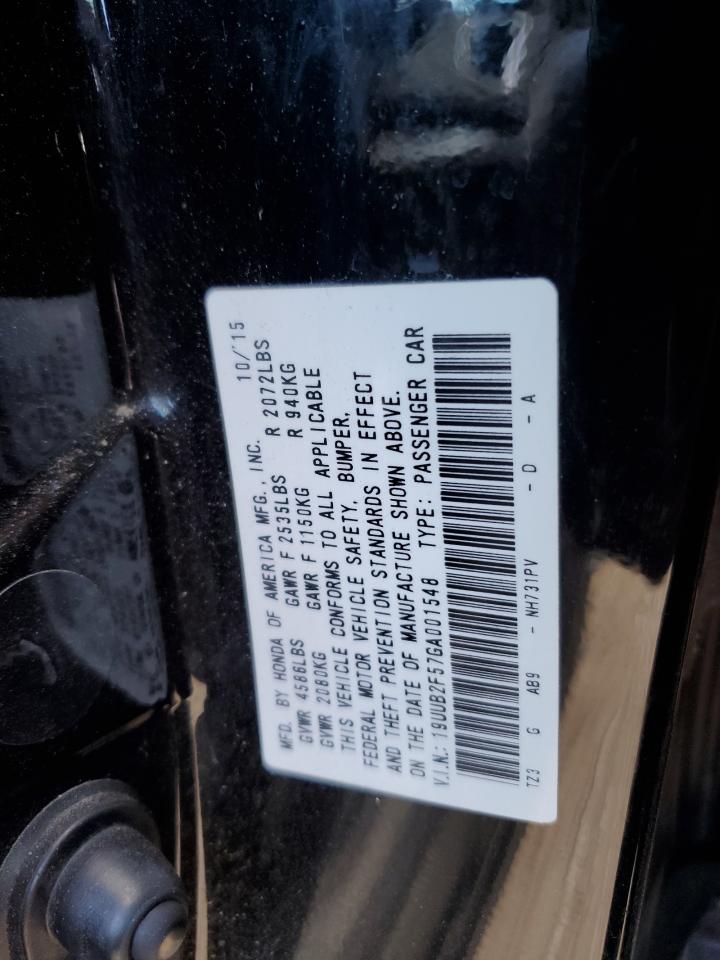 MFD. BY HONDA OF AMERICA MFG., INC. 10/'15
GVWR 4586LBS GAWR F 2535LBS R 2072LBS
GVWR 2080KG GAWR F 1150KG R 940KG
THIS VEHICLE CONFORMS TO ALL APPLICABLE
FEDERAL MOTOR VEHICLE SAFETY, BUMPER,
AND THEFT PREVENTION STANDARDS IN EFFECT
ON THE DATE OF MANUFACTURE SHOWN ABOVE.
V.I.N.: 19UUB2F57GA001548 TYPE: PASSENGER CAR
TZ3 G AB9 - NH731PV - D - A